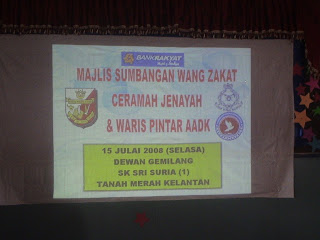 BANK RAKYAT
MAJLIS SUMBANGAN WANG ZAKAT
CERAMAH JENAYAH
& WARIS PINTAR AADK
15 JULAI 2008 (SELASA)
DEWAN GEMILANG
SK SRI SURIA (1)
TANAH MERAH KELANTAN